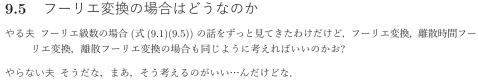 9.5 フーリエ変換の場合はどうなのか
やる夫 フーリエ級数の場合 (式 (9.1)(9.5)) の話をずっと見てきたわけだけど，フーリエ変換，離散時間フー
リエ変換，離散フーリエ変換の場合も同じように考えればいいのかお?
やらない夫 そうだな，まあ，そう考えるのがいい…んだけどな．